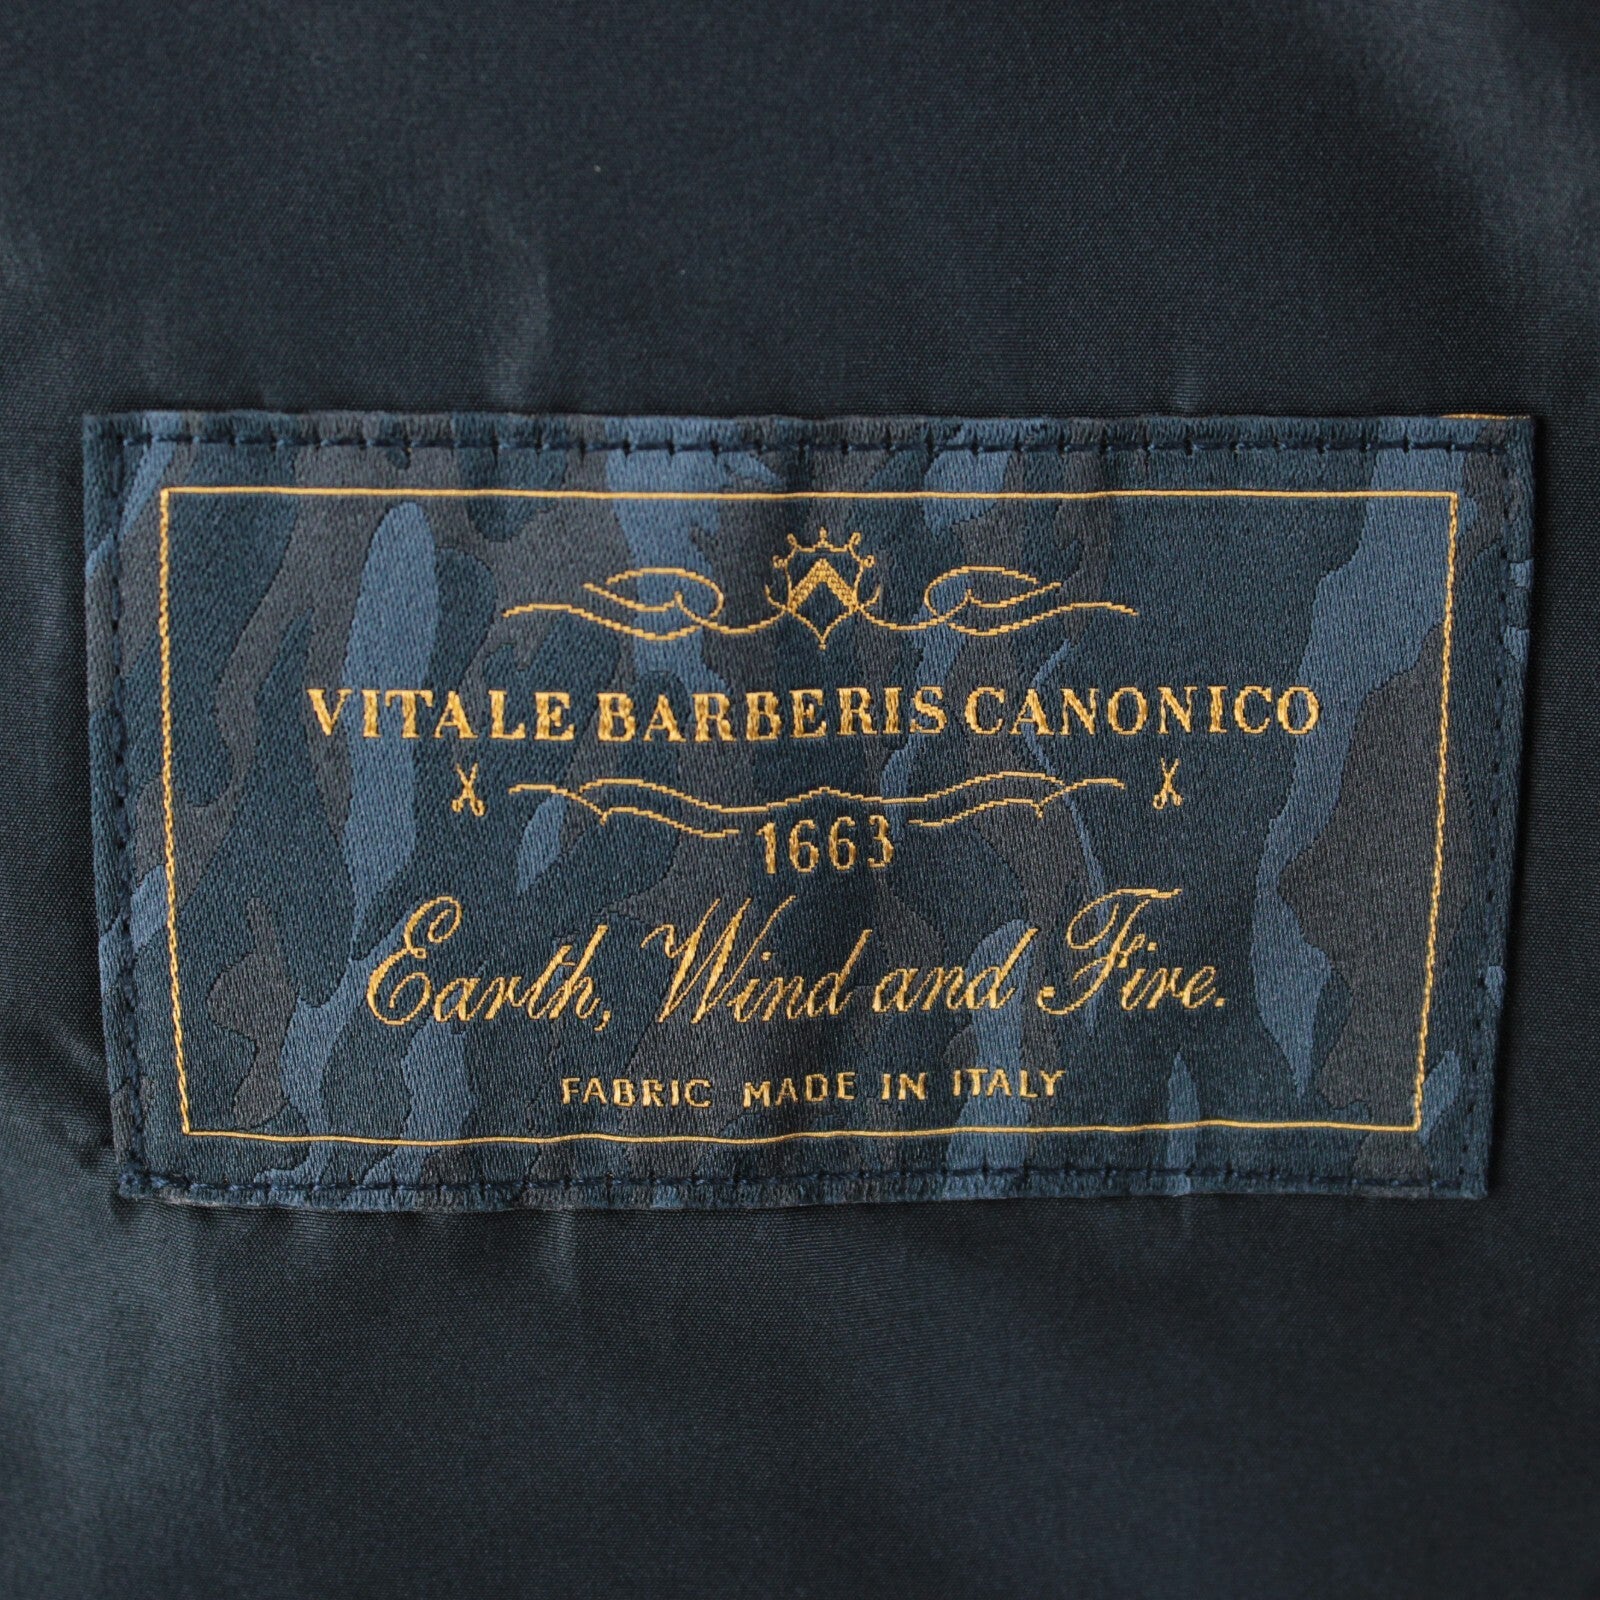 VITALE BARBERIS CANONICO
1663
Earth, Wind and Fire.
FABRIC MADE IN ITALY